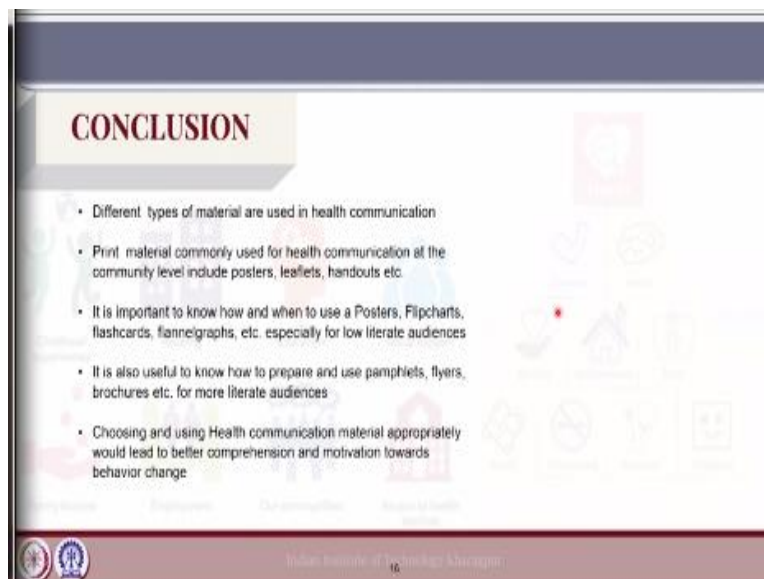 CONCLUSION
• Different types of material are used in health communication
• Print material commonly used for health communication at the
community level include posters, leaflets, handouts etc.
• It is important to know how and when to use a Posters, Flipcharts,
flashcards, flannelgraphs, etc. especially for low literate audiences
• It is also useful to know how to prepare and use pamphlets, flyers,
brochures etc. for more literate audiences
• Choosing and using Health communication material appropriately
would lead to better comprehension and motivation towards
behavior change
Indian Institute of Technology Kharagpur
16